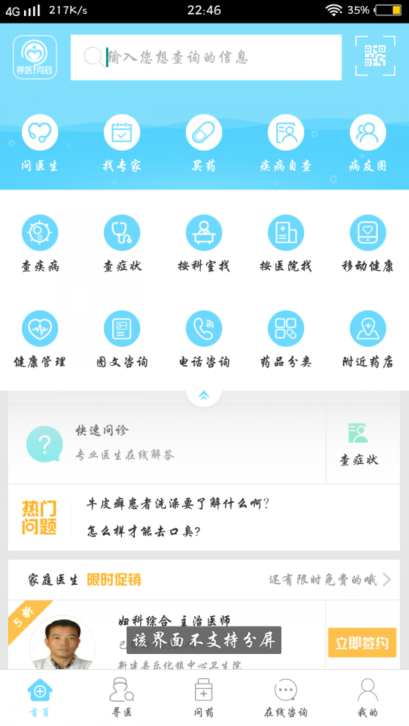 4G 217K/s 22:46 35%
寻医问药 输入您想查询的信息
问医生 找专家 买药 疾病自查 病友圈
查疾病 查症状 按科室找 按医院找 移动健康
健康管理 图文咨询 电话咨询 药品分类 附近药店
快速问诊
专业医生在线解答
查症状
热门
问题
牛皮癣患者洗澡要了解什么啊?
怎么样才能去口臭?
家庭医生 限时促销 还有限时免费的哦
5折
妇科综合 主治医师
该界面不支持分屏
立即签约
新建县乐化镇中心卫生院
首页 寻医 问药 在线咨询 我的